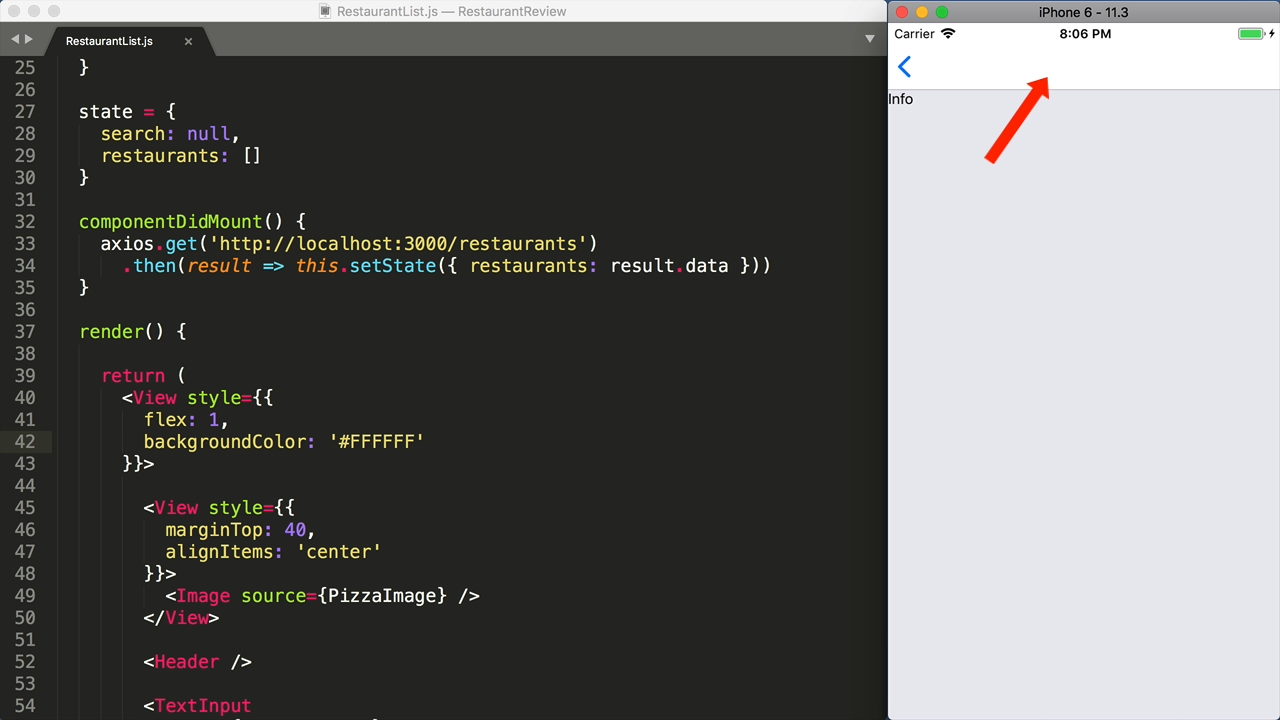 RestaurantList.js — RestaurantReview
RestaurantList.js ×
25 }
26
27 state = {
28 search: null,
29 restaurants: []
30 }
31
32 componentDidMount() {
33 axios.get('http://localhost:3000/restaurants')
34 .then(result => this.setState({ restaurants: result.data }))
35 }
36
37 render() {
38
39 return (
40 <View style={{
41 flex: 1,
42 backgroundColor: '#FFFFFF'
43 }}>
44
45 <View style={{
46 marginTop: 40,
47 alignItems: 'center'
48 }}>
49 <Image source={PizzaImage} />
50 </View>
51
52 <Header />
53
54 <TextInput
iPhone 6 - 11.3
Carrier 8:06 PM
Info